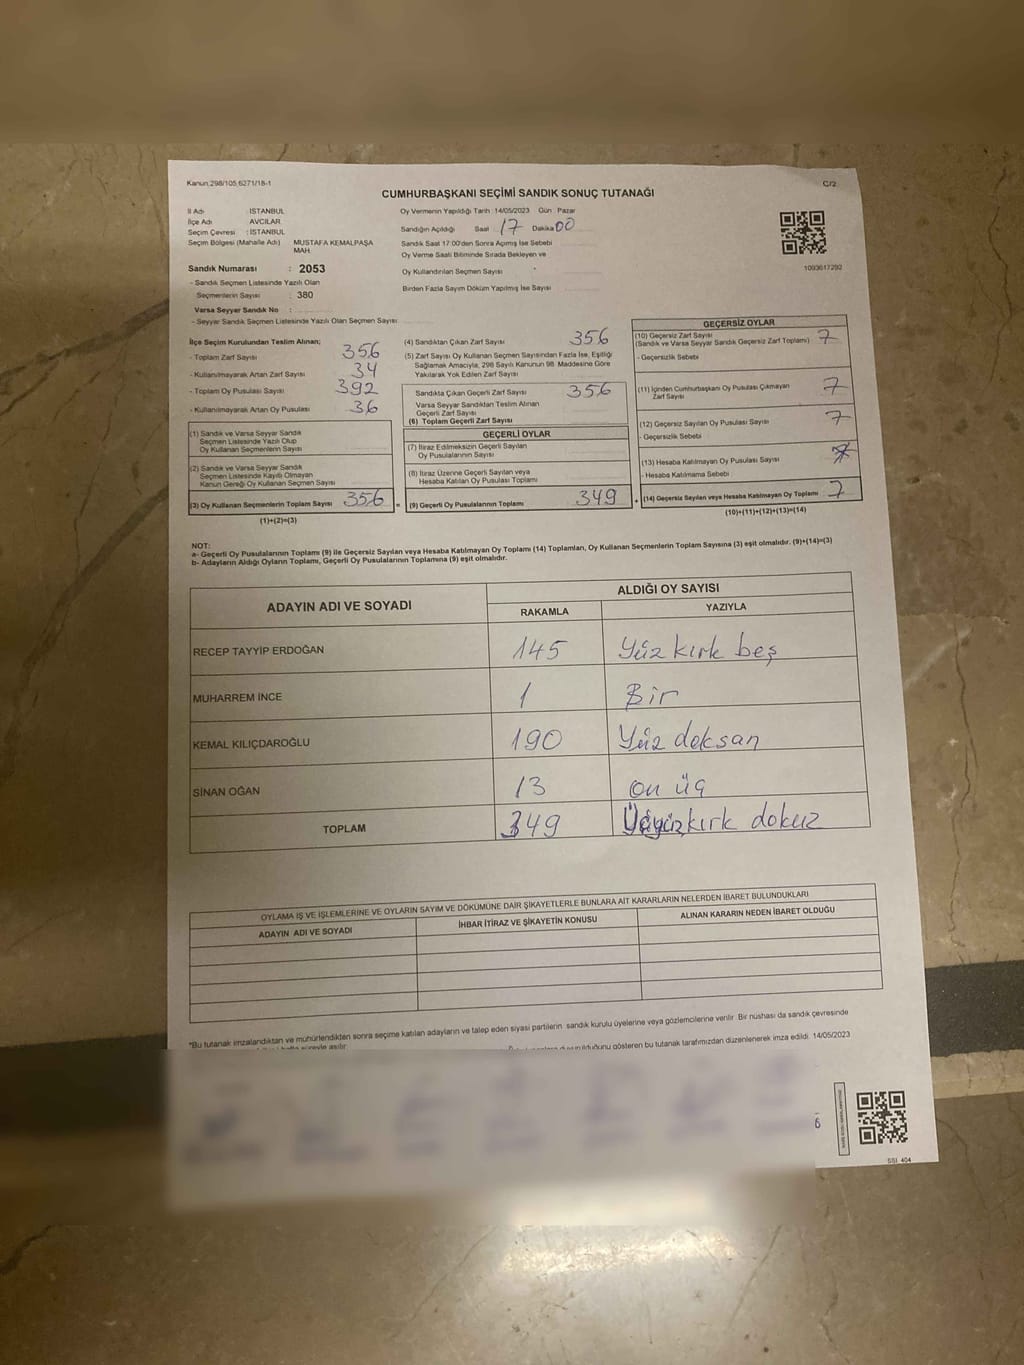 Kanun:298/105,6271/18-1
C/2
CUMHURBAŞKANI SEÇİMİ SANDIK SONUÇ TUTANAĞI
İl Adı : İSTANBUL
İlçe Adı : AVCILAR
Seçim Çevresi : İSTANBUL
Seçim Bölgesi (Mahalle Adı) MUSTAFA KEMALPAŞA MAH.
Sandık Numarası : 2053
- Sandık Seçmen Listesinde Yazılı Olan
Seçmenlerin Sayısı : 380
Varsa Seyyar Sandık No :
- Seyyar Sandık Seçmen Listesinde Yazılı Olan Seçmen Sayısı:
Oy Vermenin Yapıldığı Tarih :14/05/2023 Gün : Pazar
Sandığın Açıldığı Saat 17 Dakika 00
Sandık Saat 17:00'den Sonra Açılmış İse Sebebi
Oy Verme Saati Bitiminde Sırada Bekleyen ve
Oy Kullandırılan Seçmen Sayısı
Birden Fazla Sayım Döküm Yapılmış İse Sayısı
1093617292
İlçe Seçim Kurulundan Teslim Alınan;
- Toplam Zarf Sayısı 356
- Kullanılmayarak Artan Zarf Sayısı 34
- Toplam Oy Pusulası Sayısı 392
- Kullanılmayarak Artan Oy Pusulası 36
(1) Sandık ve Varsa Seyyar Sandık
Seçmen Listesinde Yazılı Olup
Oy Kullanan Seçmenlerin Sayısı
(2) Sandık ve Varsa Seyyar Sandık
Seçmen Listesinde Kayıtlı Olmayan
Kanun Gereği Oy Kullanan Seçmen Sayısı
(3) Oy Kullanan Seçmenlerin Toplam Sayısı 356
(1)+(2)=(3)
(4) Sandıktan Çıkan Zarf Sayısı 356
(5) Zarf Sayısı Oy Kullanan Seçmen Sayısından Fazla İse, Eşitliği
Sağlamak Amacıyla, 298 Sayılı Kanunun 98. Maddesine Göre
Yakılarak Yok Edilen Zarf Sayısı
Sandıkta Çıkan Geçerli Zarf Sayısı 356
Varsa Seyyar Sandıktan Teslim Alınan
Geçerli Zarf Sayısı
(6) Toplam Geçerli Zarf Sayısı
GEÇERLİ OYLAR
(7) İtiraz Edilmeksizin Geçerli Sayılan
Oy Pusulalarının Sayısı
(8) İtiraz Üzerine Geçerli Sayılan veya
Hesaba Katılan Oy Pusulası Toplamı
= (9) Geçerli Oy Pusulalarının Toplamı 349
GEÇERSİZ OYLAR
(10) Geçersiz Zarf Sayısı
(Sandık ve Varsa Seyyar Sandık Geçersiz Zarf Toplamı) 7
- Geçersizlik Sebebi
(11) İçinden Cumhurbaşkanı Oy Pusulası Çıkmayan
Zarf Sayısı 7
(12) Geçersiz Sayılan Oy Pusulası Sayısı 7
- Geçersizlik Sebebi
(13) Hesaba Katılmayan Oy Pusulası Sayısı
- Hesaba Katılmama Sebebi
+ (14) Geçersiz Sayılan veya Hesaba Katılmayan Oy Toplamı 7
(10)+(11)+(12)+(13)=(14)
NOT:
a- Geçerli Oy Pusulalarının Toplamı (9) ile Geçersiz Sayılan veya Hesaba Katılmayan Oy Toplamı (14) Toplamları, Oy Kullanan Seçmenlerin Toplam Sayısına (3) eşit olmalıdır. (9)+(14)=(3)
b- Adayların Aldığı Oyların Toplamı, Geçerli Oy Pusulalarının Toplamına (9) eşit olmalıdır.
ADAYIN ADI VE SOYADI
ALDIĞI OY SAYISI
RAKAMLA YAZIYLA
RECEP TAYYİP ERDOĞAN 145 Yüz kırk beş
MUHARREM İNCE 1 Bir
KEMAL KILIÇDAROĞLU 190 Yüz doksan
SİNAN OĞAN 13 On üç
TOPLAM 349 Üçyüz kırk dokuz
OYLAMA İŞ VE İŞLEMLERİNE VE OYLARIN SAYIM VE DÖKÜMÜNE DAİR ŞİKAYETLERLE BUNLARA AİT KARARLARIN NELERDEN İBARET BULUNDUKLARI
ADAYIN ADI VE SOYADI İHBAR İTİRAZ VE ŞİKAYETİN KONUSU ALINAN KARARIN NEDEN İBARET OLDUĞU
*Bu tutanak imzalandıktan ve mühürlendikten sonra seçime katılan adayların ve talep eden siyasi partilerin sandık kurulu üyelerine veya gözlemcilerine verilir. Bir nüshası da sandık çevresinde
gösteren bu tutanak tarafımızdan düzenlenerek imza edildi. 14/05/2023
SSI 404